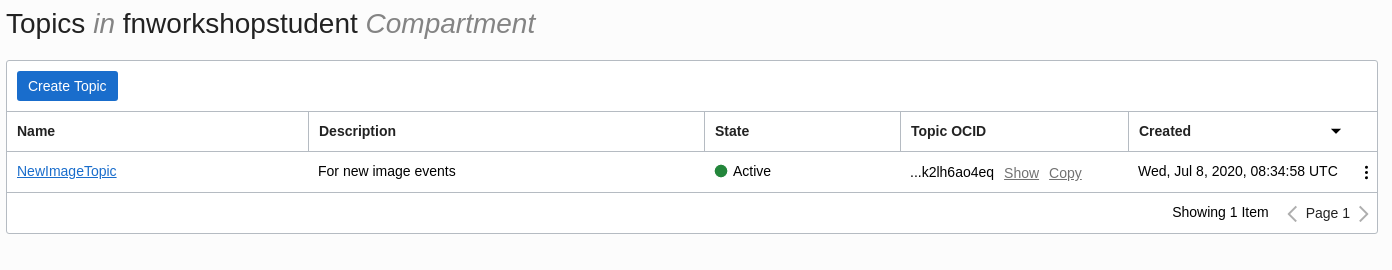 Topics in fnworkshopstudent Compartment
Create Topic
Name Description State Topic OCID Created
NewImageTopic For new image events Active ...k2lh6ao4eq Show Copy Wed, Jul 8, 2020, 08:34:58 UTC
Showing 1 Item Page 1